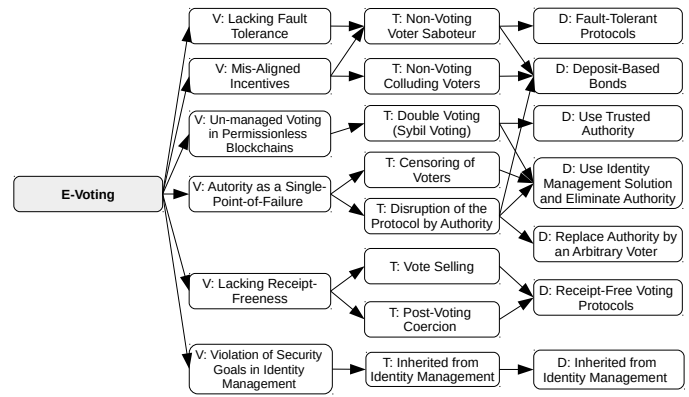 E-Voting
V: Lacking Fault
Tolerance
V: Mis-Aligned
Incentives
V: Un-managed Voting
in Permissionless
Blockchains
V: Autority as a Single-
Point-of-Failure
V: Lacking Receipt-
Freeness
V: Violation of Security
Goals in Identity
Management
T: Non-Voting
Voter Saboteur
T: Non-Voting
Colluding Voters
T: Double Voting
(Sybil Voting)
T: Censoring of
Voters
T: Disruption of the
Protocol by Authority
T: Vote Selling
T: Post-Voting
Coercion
T: Inherited from
Identity Management
D: Fault-Tolerant
Protocols
D: Deposit-Based
Bonds
D: Use Trusted
Authority
D: Use Identity
Management Solution
and Eliminate Authority
D: Replace Authority by
an Arbitrary Voter
D: Receipt-Free Voting
Protocols
D: Inherited from
Identity Management